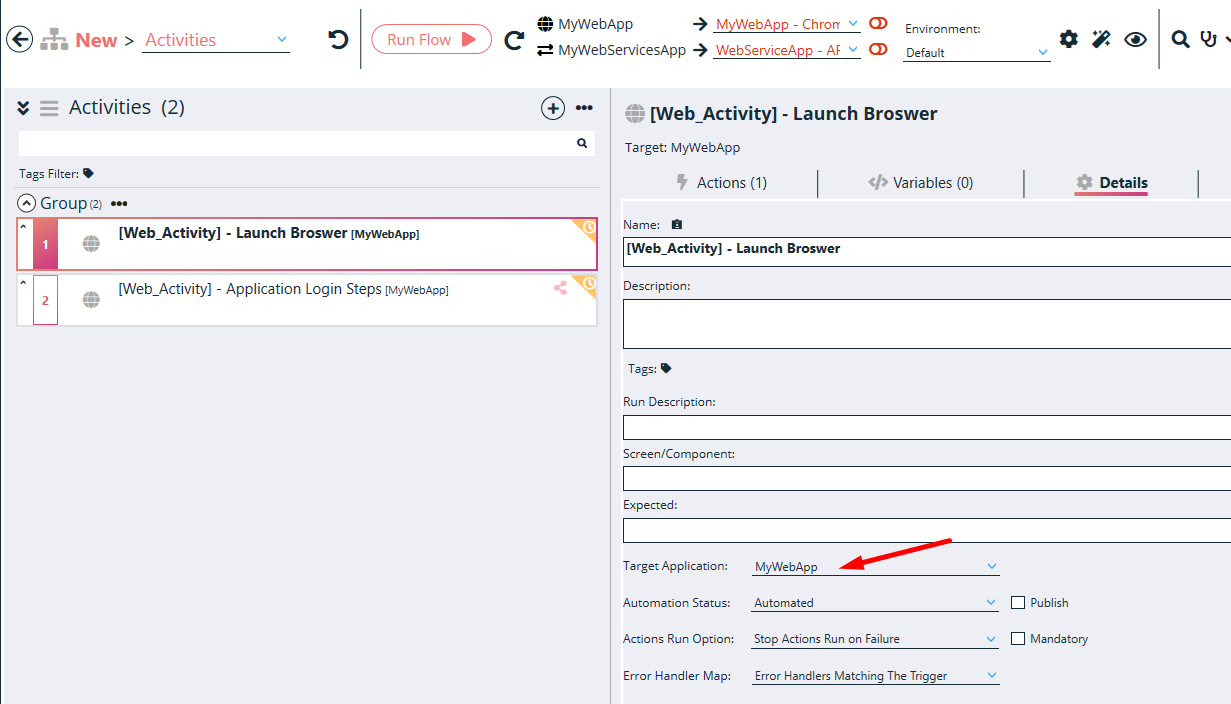 New > Activities
Run Flow
MyWebApp
MyWebApp - Chrom
MyWebServicesApp
WebServiceApp - AF
Environment:
Default
Activities (2)
Tags Filter:
Group (2)
1
[Web_Activity] - Launch Broswer [MyWebApp]
2
[Web_Activity] - Application Login Steps [MyWebApp]
[Web_Activity] - Launch Broswer
Target: MyWebApp
Actions (1)
Variables (0)
Details
Name:
[Web_Activity] - Launch Broswer
Description:
Tags:
Run Description:
Screen/Component:
Expected:
Target Application: MyWebApp
Automation Status: Automated
Publish
Actions Run Option: Stop Actions Run on Failure
Mandatory
Error Handler Map: Error Handlers Matching The Trigger